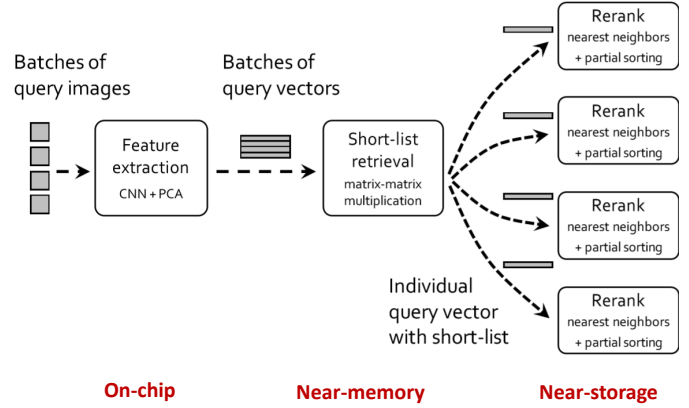 Batches of
query images
Feature
extraction
CNN + PCA
Batches of
query vectors
Short-list
retrieval
matrix-matrix
multiplication
Rerank
nearest neighbors
+ partial sorting
Rerank
nearest neighbors
+ partial sorting
Rerank
nearest neighbors
+ partial sorting
Rerank
nearest neighbors
+ partial sorting
Individual
query vector
with short-list
On-chip
Near-memory
Near-storage